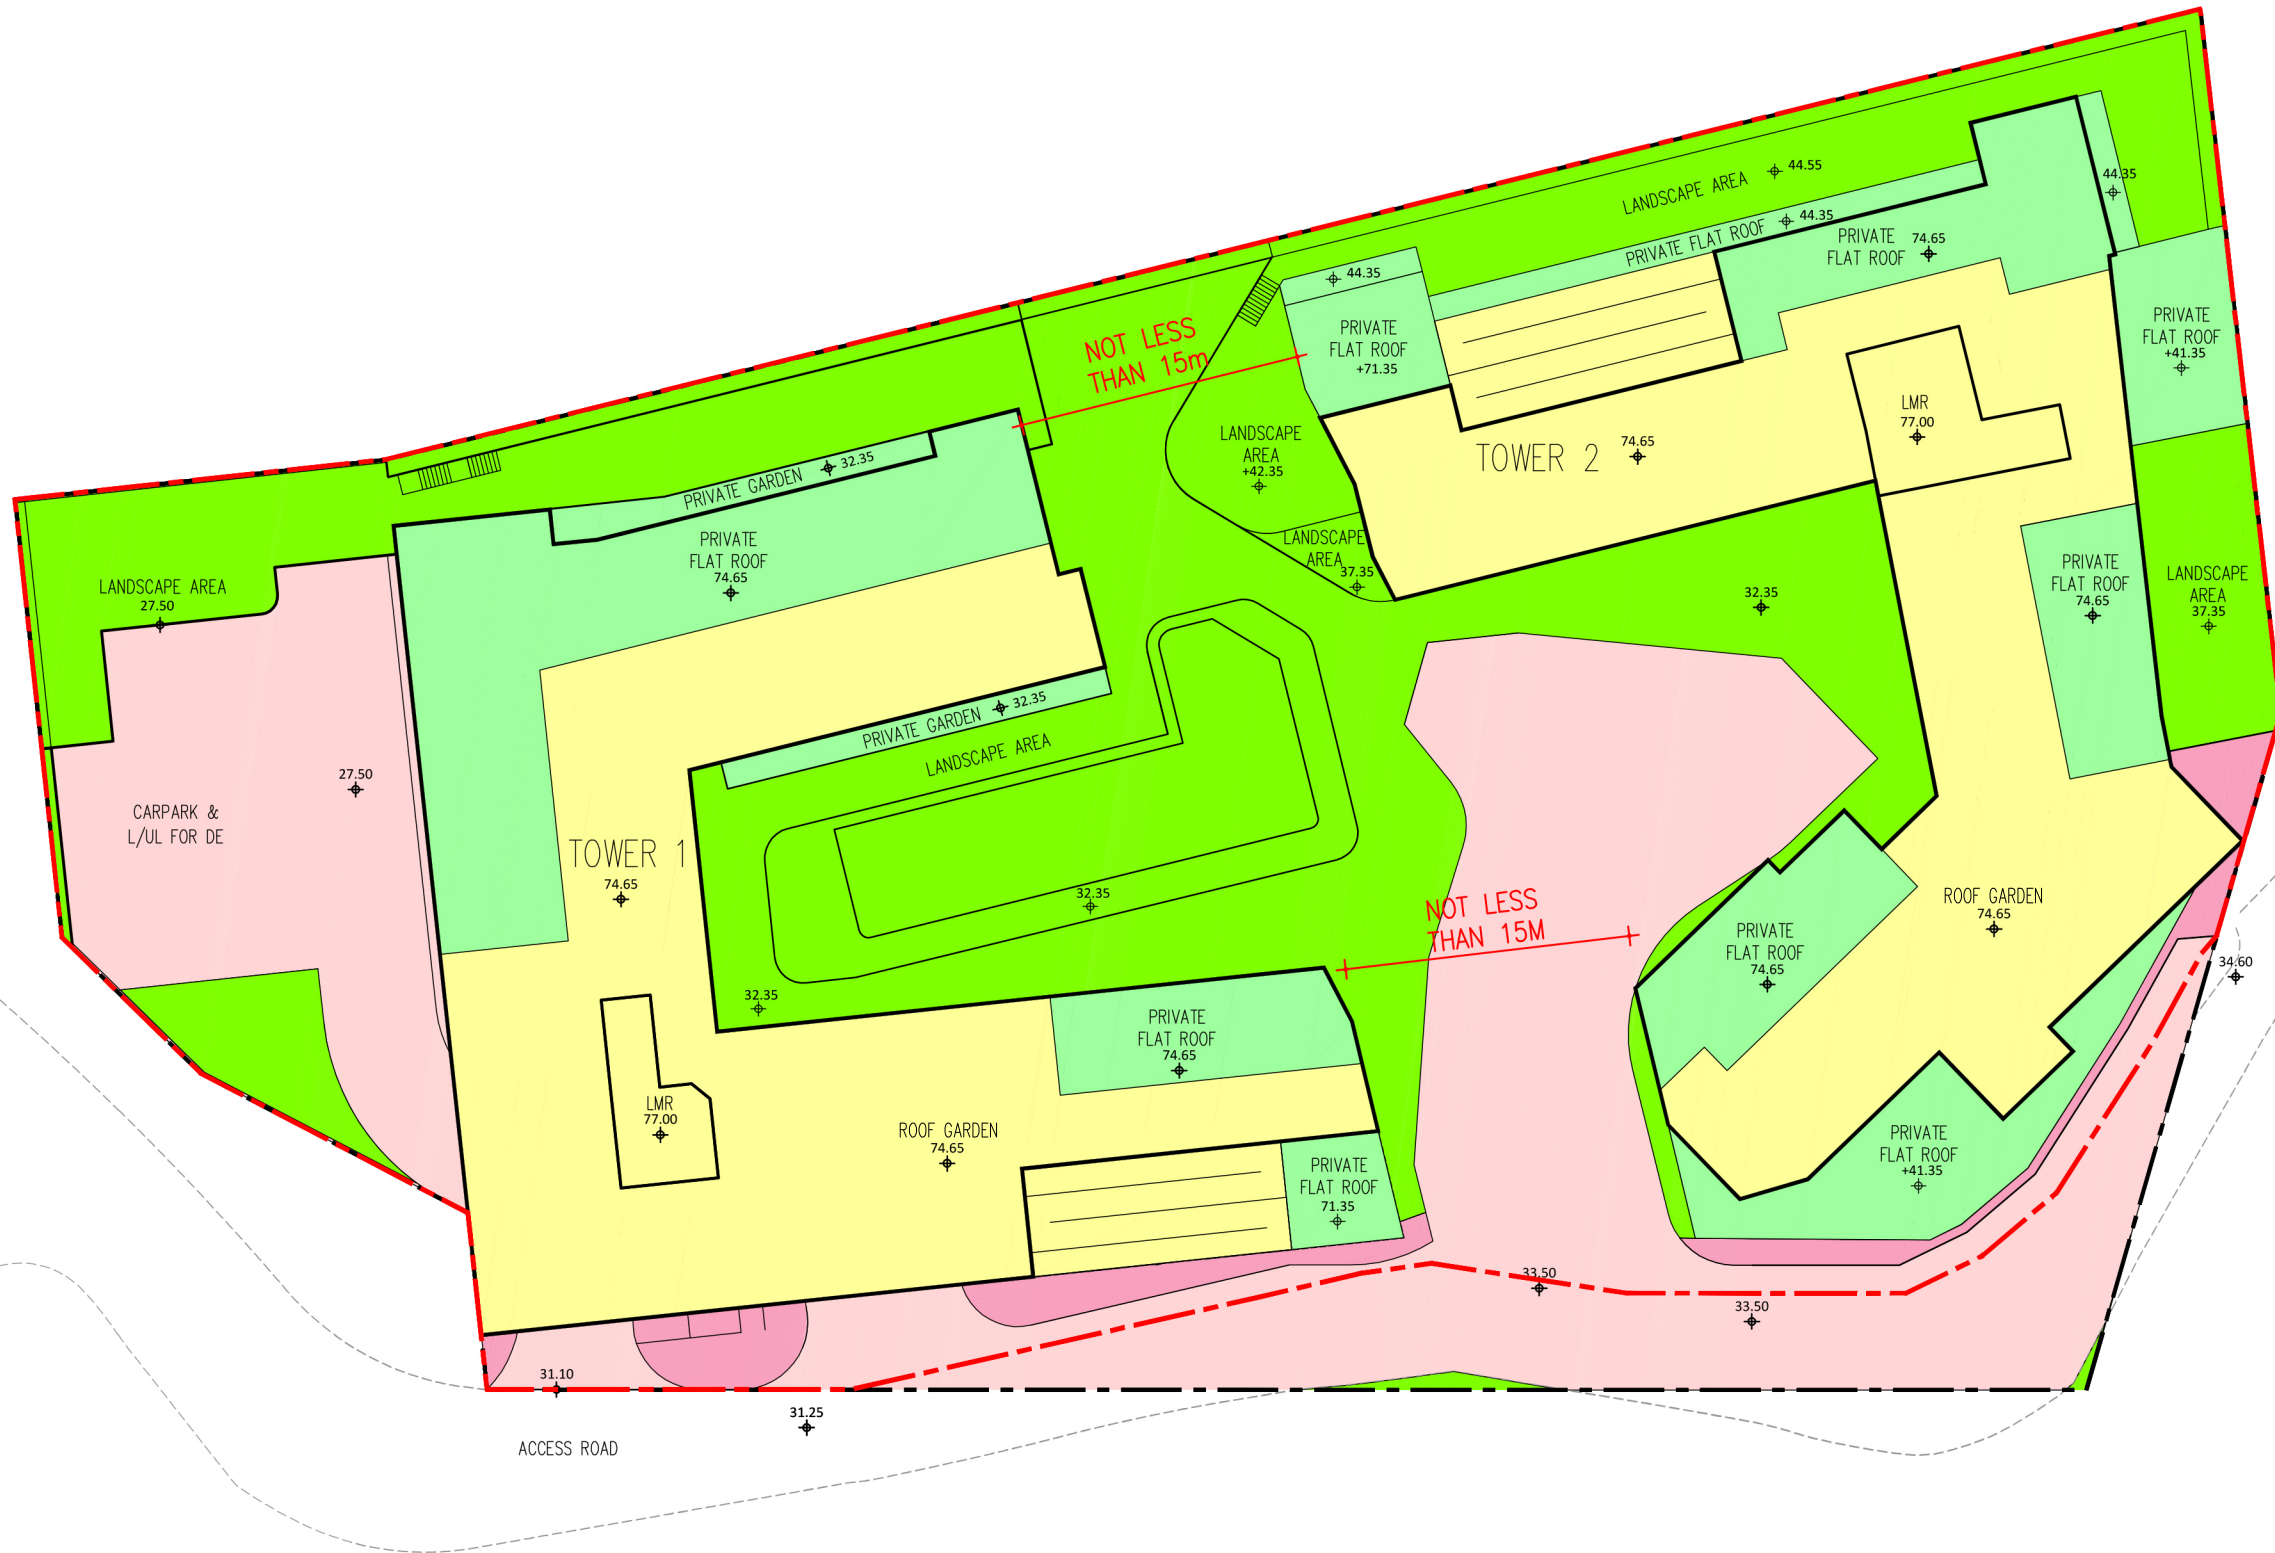 44.55
LANDSCAPE AREA
44.35
44.35
PRIVATE FLAT ROOF
PRIVATE
FLAT ROOF
74.65
44.35
PRIVATE
FLAT ROOF
+71.35
PRIVATE
FLAT ROOF
+41.35
NOT LESS
THAN 15m
LMR
77.00
LANDSCAPE
AREA
+42.35
TOWER 2
74.65
PRIVATE GARDEN
32.35
PRIVATE
FLAT ROOF
74.65
LANDSCAPE
AREA
37.35
LANDSCAPE AREA
27.50
32.35
PRIVATE
FLAT ROOF
74.65
LANDSCAPE
AREA
37.35
PRIVATE GARDEN
32.35
LANDSCAPE AREA
27.50
CARPARK &
L/UL FOR DE
TOWER 1
74.65
32.35
NOT LESS
THAN 15M
ROOF GARDEN
74.65
PRIVATE
FLAT ROOF
74.65
34.60
32.35
PRIVATE
FLAT ROOF
74.65
LMR
77.00
ROOF GARDEN
74.65
PRIVATE
FLAT ROOF
+41.35
PRIVATE
FLAT ROOF
71.35
33.50
33.50
31.10
31.25
ACCESS ROAD